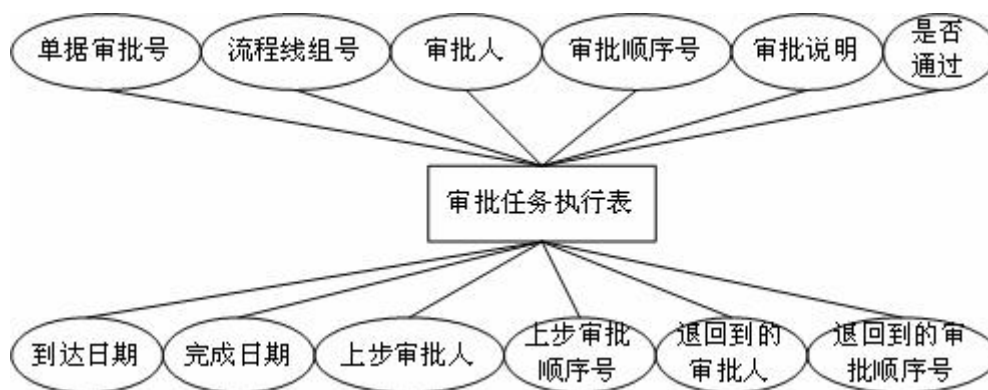 单据审批号
流程线组号
审批人
审批顺序号
审批说明
是否
通过
审批任务执行表
到达日期
完成日期
上步审批人
上步审批
顺序号
退回到的
审批人
退回到的审
批顺序号